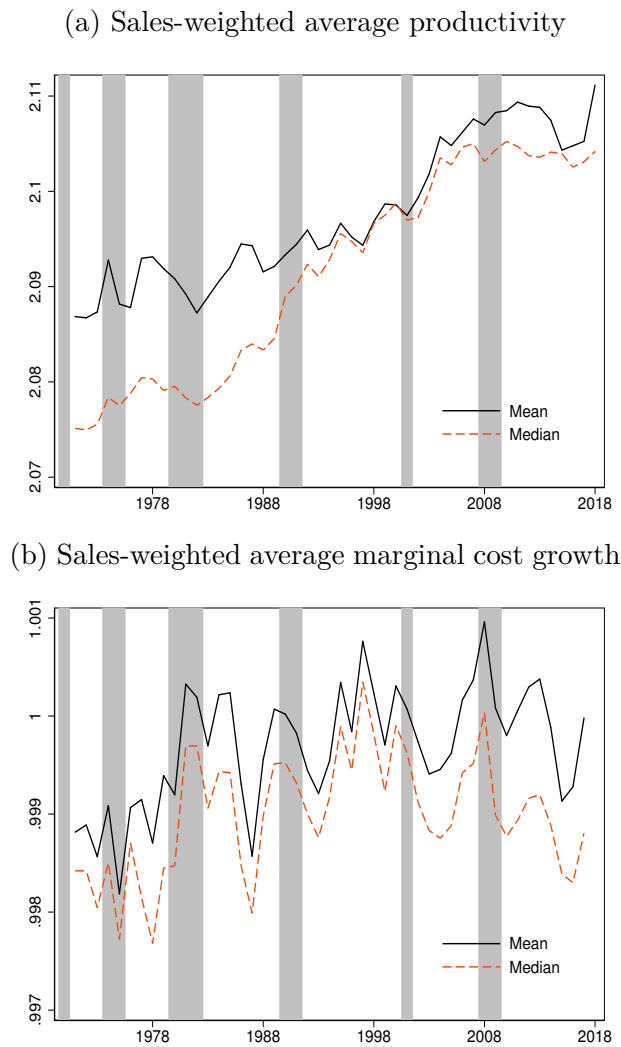 (a) Sales-weighted average productivity
2.11
2.1
2.09
2.08
2.07
Mean
Median
1978 1988 1998 2008 2018
(b) Sales-weighted average marginal cost growth
1.001
1
.999
.998
.997
Mean
Median
1978 1988 1998 2008 2018